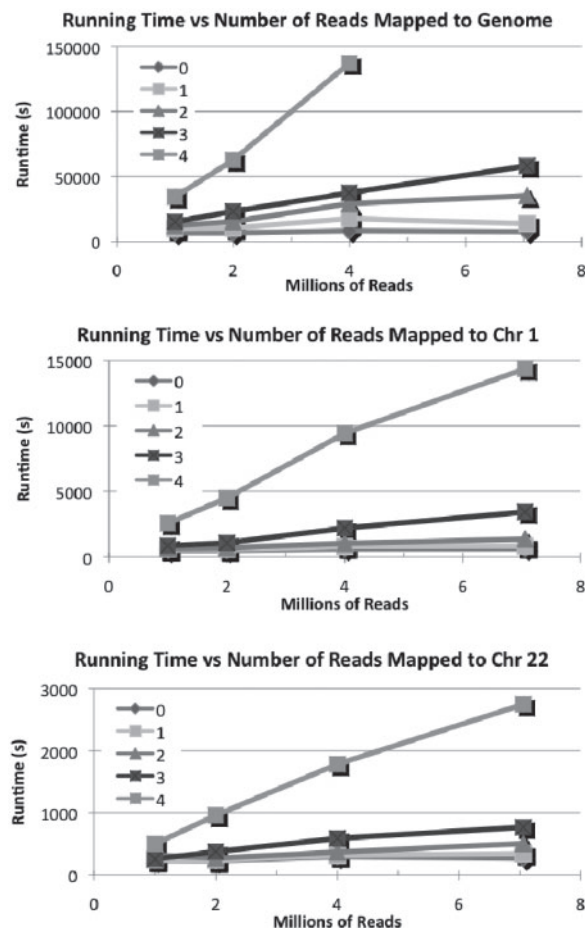 Running Time vs Number of Reads Mapped to Genome
Runtime (s)
150000
100000
50000
0
0
1
2
3
4
0 2 4 6 8
Millions of Reads
Running Time vs Number of Reads Mapped to Chr 1
Runtime (s)
15000
10000
5000
0
0
1
2
3
4
0 2 4 6 8
Millions of Reads
Running Time vs Number of Reads Mapped to Chr 22
Runtime (s)
3000
2000
1000
0
0
1
2
3
4
0 2 4 6 8
Millions of Reads